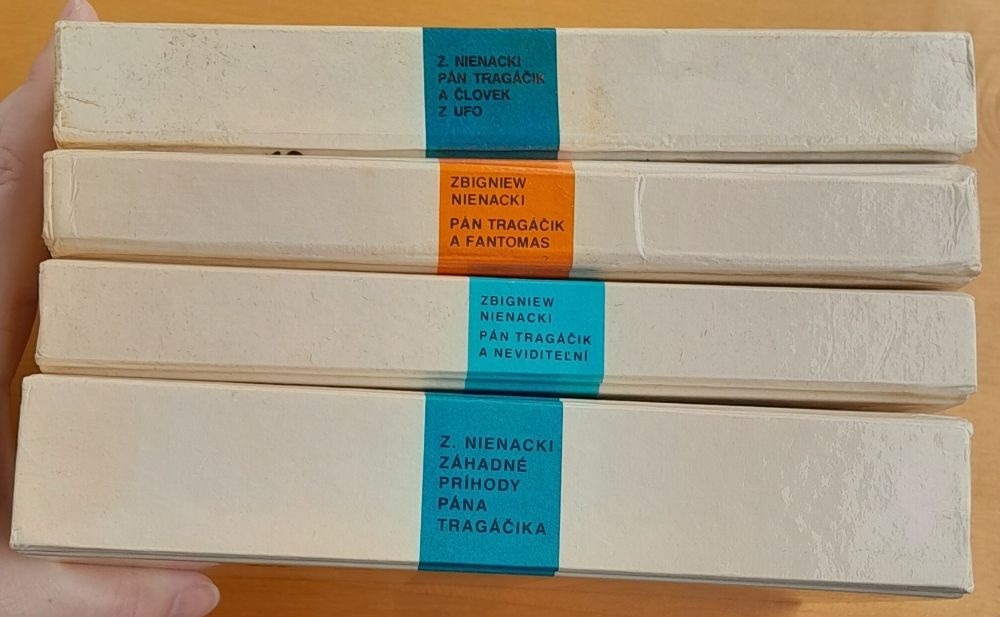 Z. NIENACKI
PÁN TRAGÁČIK
A ČLOVEK
Z UFO
ZBIGNIEW
NIENACKI
PÁN TRAGÁČIK
A FANTOMAS
ZBIGNIEW
NIENACKI
PÁN TRAGÁČIK
A NEVIDITEĽNÍ
Z. NIENACKI
ZÁHADNÉ
PRÍHODY
PÁNA
TRAGÁČIKA